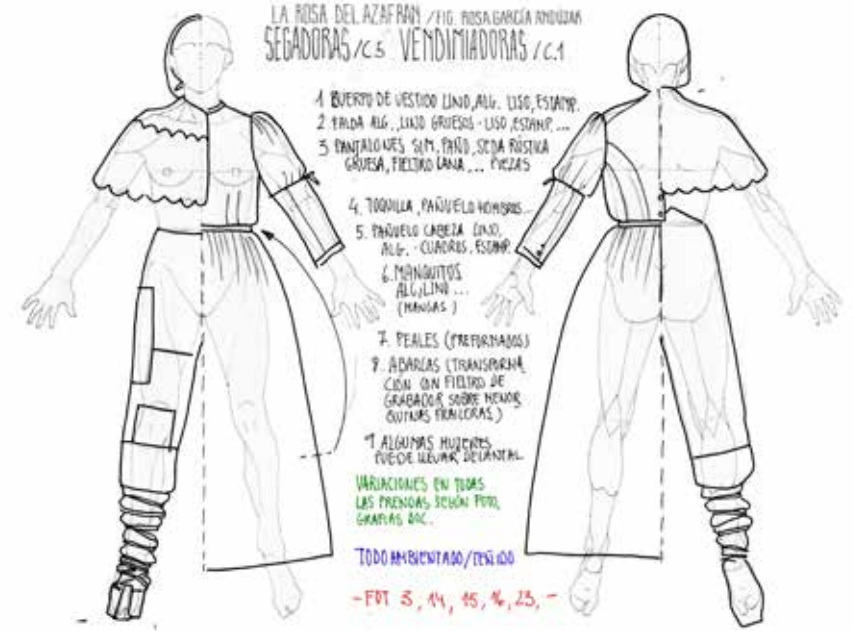 LA ROSA DEL AZAFRAN / FIG. ROSA GARCÍA ANDÚJAR
SEGADORAS / C.5 VENDIMIADORAS / C.1
1 CUERPO DE VESTIDO LINO, ALG. LISO, ESTAMP.
2. FALDA ALG., LINO GRUESOS - LISO, ESTAMP. ...
3 PANTALONES SIM. PAÑO, SEDA RÚSTICA
GRUESA, FIELTRO LANA, ... PIEZAS
4. TOQUILLA, PAÑUELO HOMBROS...
5. PAÑUELO CABEZA LINO,
ALG. - CUADROS, ESTAMP.
6. MANGUITOS
ALG, LINO ...
(MANGAS)
7. PEALES (PREFORMADOS)
8. ABARCAS (TRANSFORMA
CIÓN CON FIELTRO DE
GRABADOR SOBRE MENOR
QUINAS FRAILERAS)
9 ALGUNAS MUJERES
PUEDE LLEVAR DELANTAL
VARIACIONES EN TODAS
LAS PRENDAS SEGÚN FOTO,
GRAFIAS DOC.
TODO AMBIENTADO/TEÑIDO
- FOT 3, 14, 15, 16, 23, -